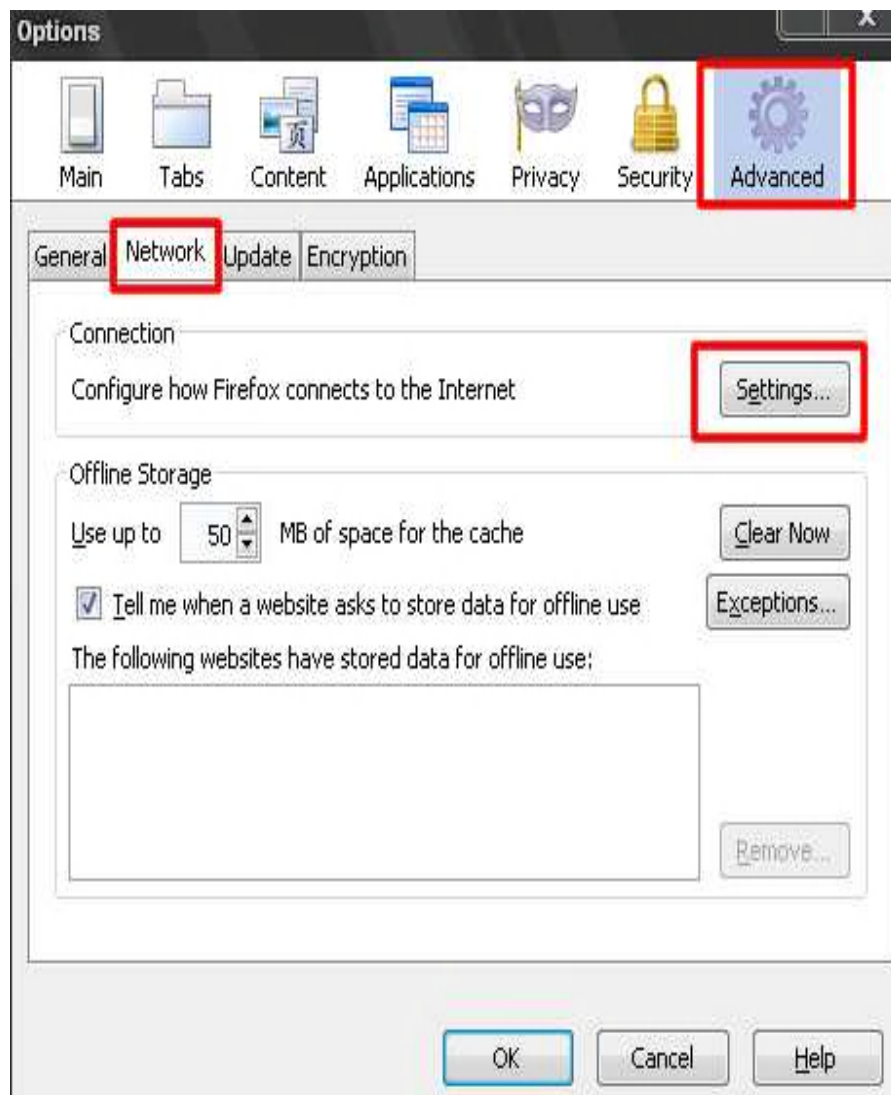 Options
X
页
Main Tabs Content Applications Privacy Security Advanced
General Network Update Encryption
Connection
Configure how Firefox connects to the Internet Settings...
Offline Storage
Use up to 50 MB of space for the cache Clear Now
Tell me when a website asks to store data for offline use Exceptions...
The following websites have stored data for offline use:
Remove...
OK Cancel Help